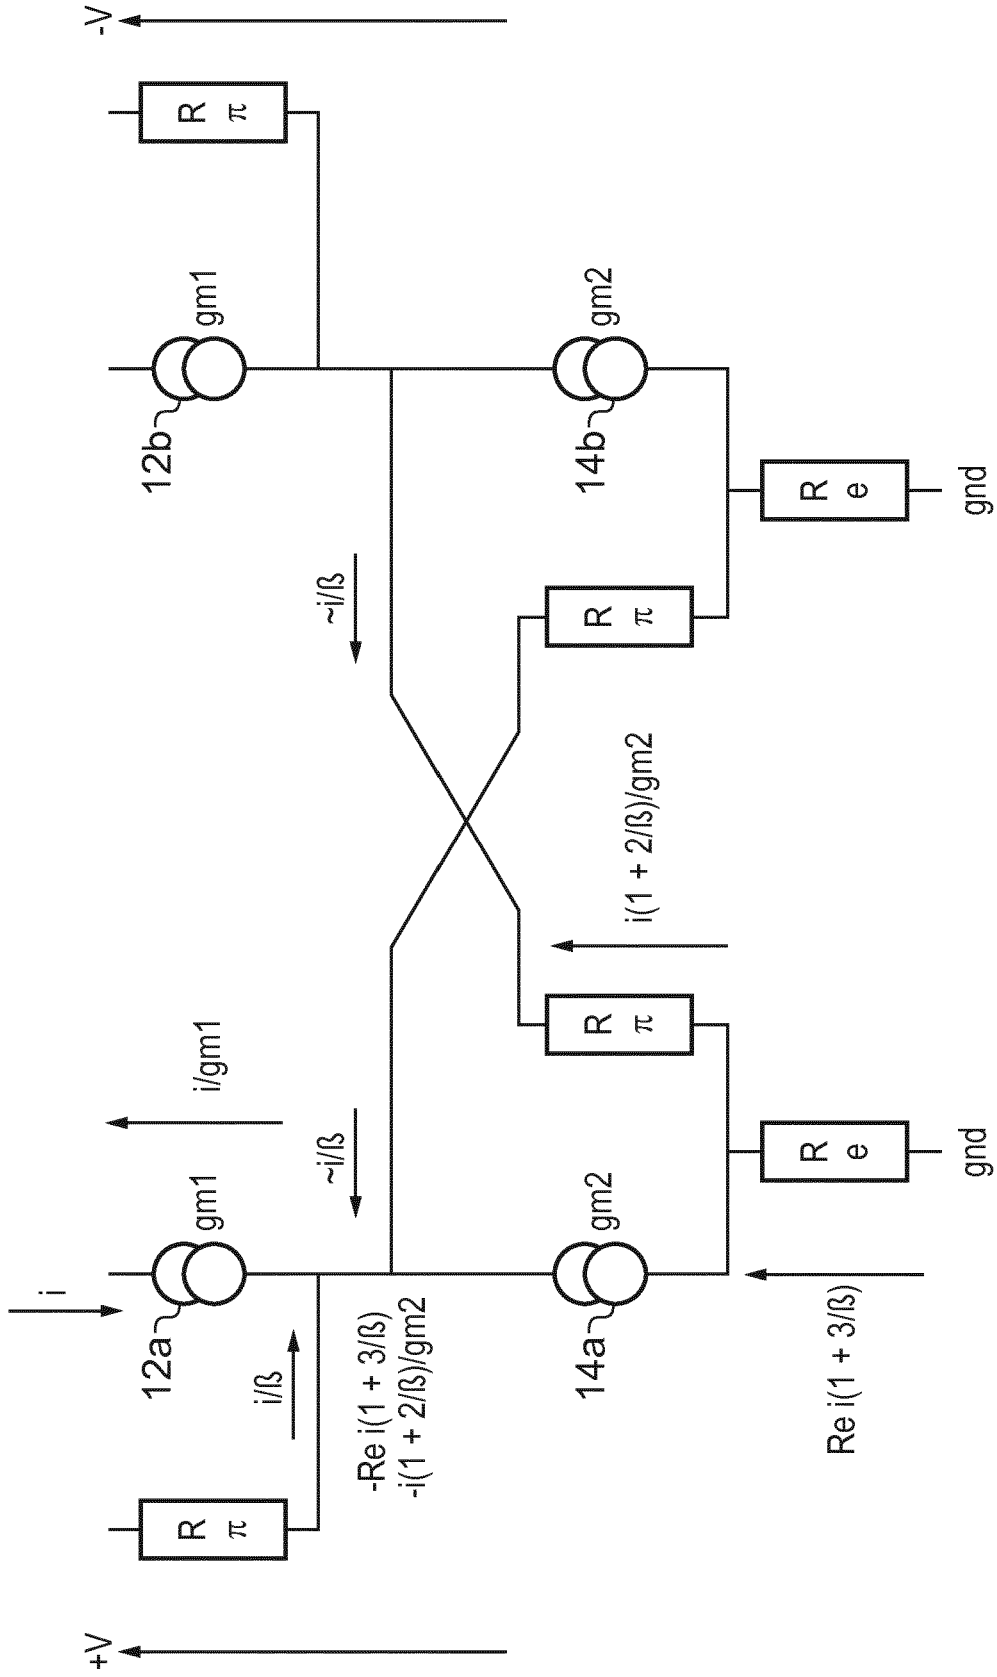 +V
R
π
i/ß
i
12a
gm1
i/gm1
~i/ß
-Re i(1 + 3/ß)
-i(1 + 2/ß)/gm2
14a
gm2
Re i(1 + 3/ß)
R
π
i(1 + 2/ß)/gm2
R
e
gnd
~i/ß
12b
gm1
R
π
14b
gm2
R
e
gnd
R
π
-V